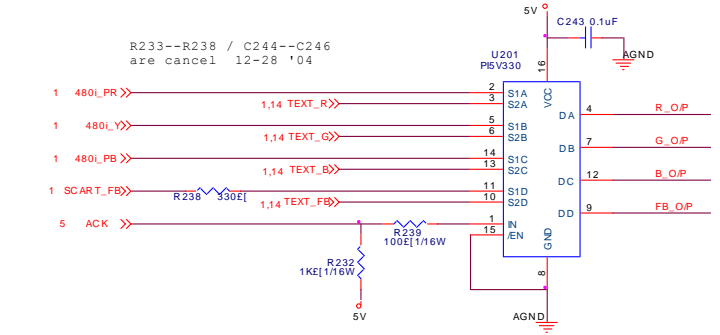 5V
C243 0.1uF
R233--R238 / C244--C246
are cancel 12-28 '04
AGND
U201
PI5V330
16
VCC
1 480i_PR
2 S1A
1,14 TEXT_R
3 S2A
DA 4 R_O/P
1 480i_Y
5 S1B
1,14 TEXT_G
6 S2B
DB 7 G_O/P
1 480i_PB
14 S1C
1,14 TEXT_B
13 S2C
DC 12 B_O/P
1 SCART_FB
R238 330£[
11 S1D
1,14 TEXT_FB
10 S2D
DD 9 FB_O/P
5 ACK
1 IN
R239
100£[1/16W
15 /EN
GND
8
R232
1K£[1/16W
5V
AGND